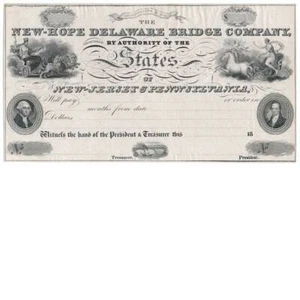 THE
NEW-HOPE DELAWARE BRIDGE COMPANY,
BY AUTHORITY OF THE
States
OF
NEW-JERSEY & PENNSYLVANIA,
Will pay or order in
months from date
Dollars
Witness the hand of the President & Treasurer this 18
Treasurer. President.